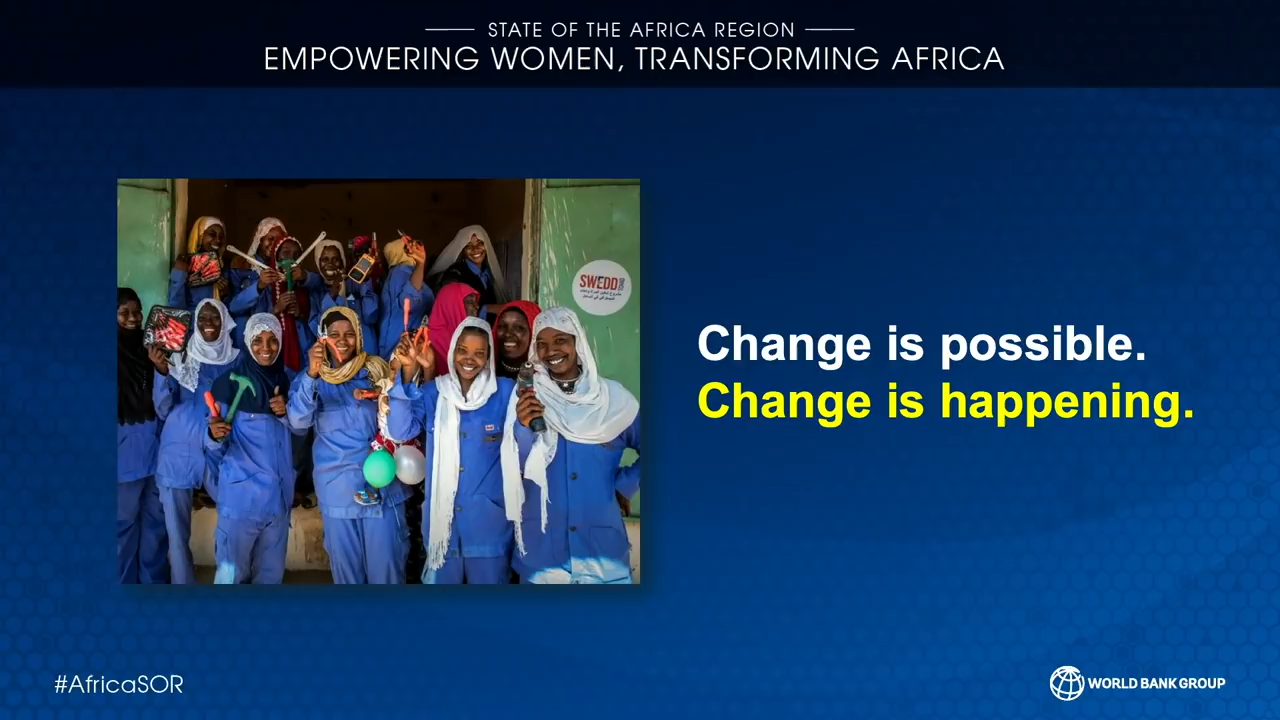 STATE OF THE AFRICA REGION
EMPOWERING WOMEN, TRANSFORMING AFRICA
SWEDD
Change is possible.
Change is happening.
#AfricaSOR
WORLD BANK GROUP